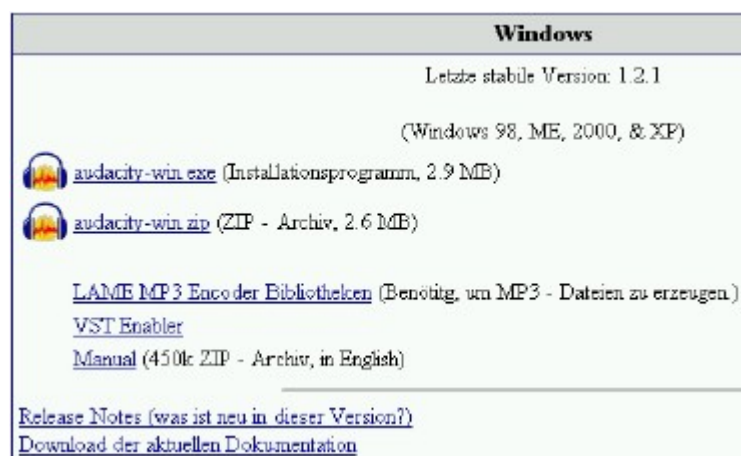 Windows
Letzte stabile Version: 1.2.1
(Windows 98, ME, 2000, & XP)
audacity-win.exe (Installationsprogramm, 2.9 MB)
audacity-win.zip (ZIP - Archiv, 2.6 MB)
LAME MP3 Encoder Bibliotheken (Benötitg, um MP3 - Dateien zu erzeugen.)
VST Enabler
Manual (450k ZIP - Archiv, in English)
Release Notes (was ist neu in dieser Version?)
Download der aktuellen Dokumentation